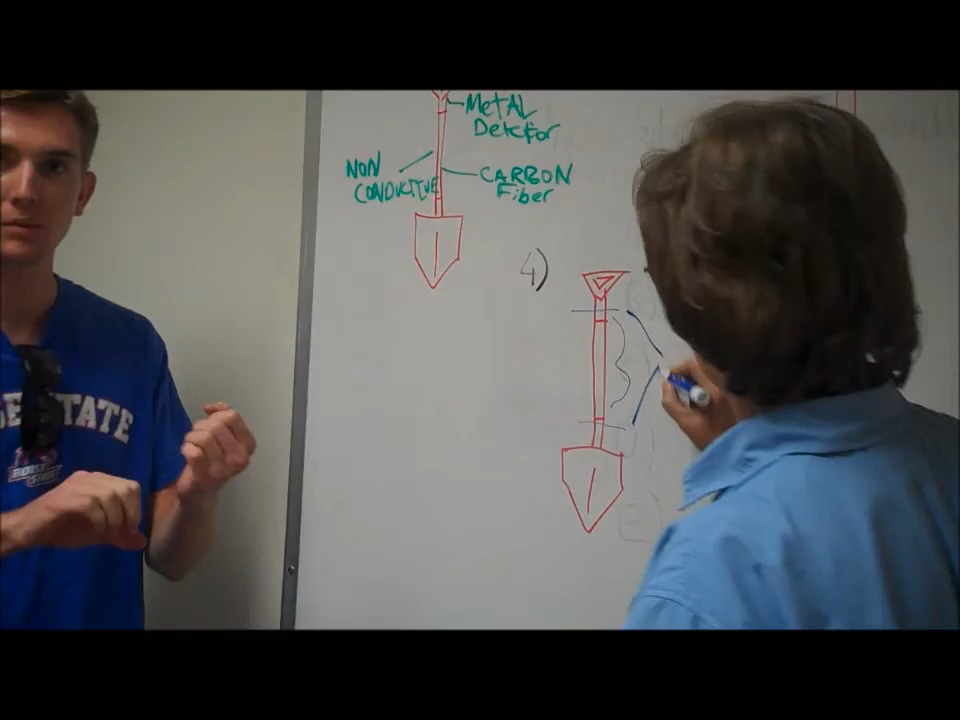 METAL
Detector
NON
CONDUCTIVE
CARBON
Fiber
4)
STATE